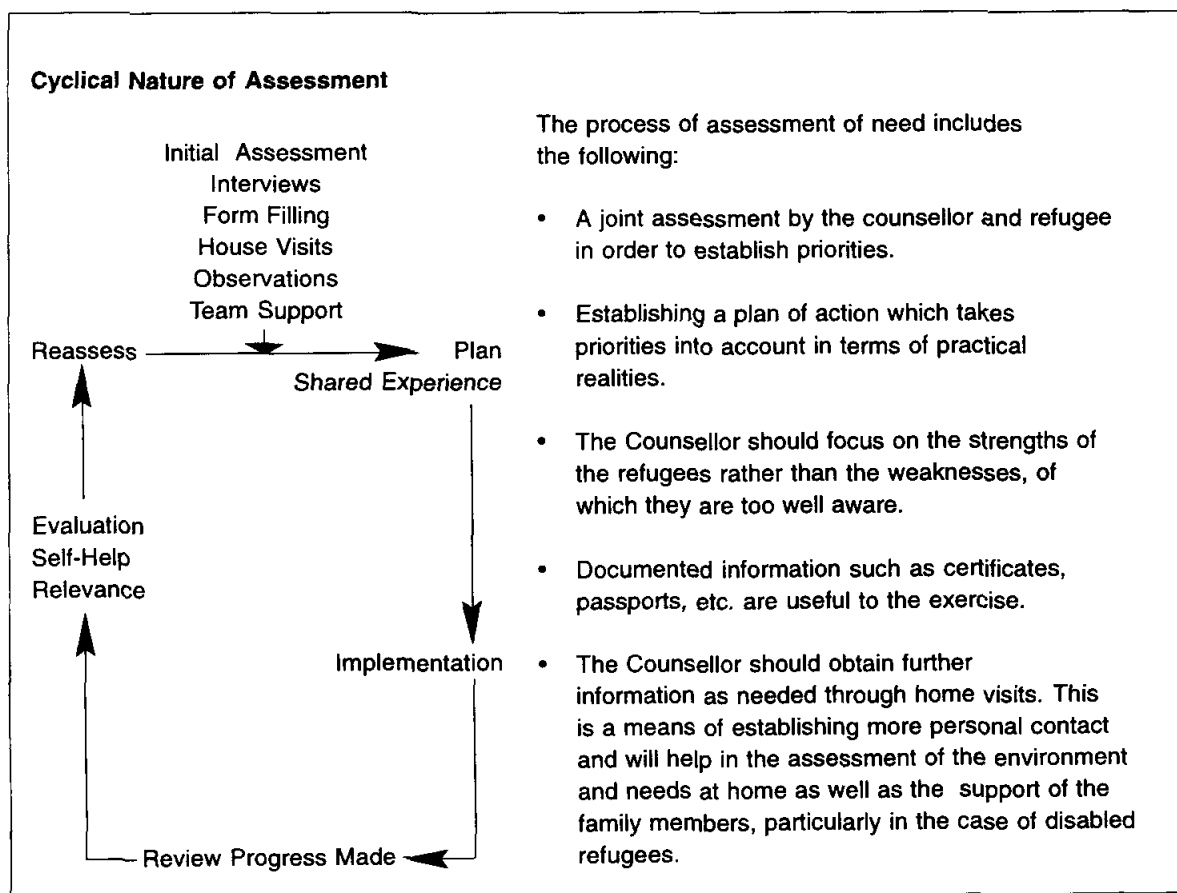 Cyclical Nature of Assessment
Initial Assessment
Interviews
Form Filling
House Visits
Observations
Team Support
Reassess
Plan
Shared Experience
Evaluation
Self-Help
Relevance
Implementation
Review Progress Made
The process of assessment of need includes
the following:
• A joint assessment by the counsellor and refugee
in order to establish priorities.
• Establishing a plan of action which takes
priorities into account in terms of practical
realities.
• The Counsellor should focus on the strengths of
the refugees rather than the weaknesses, of
which they are too well aware.
• Documented information such as certificates,
passports, etc. are useful to the exercise.
• The Counsellor should obtain further
information as needed through home visits. This
is a means of establishing more personal contact
and will help in the assessment of the environment
and needs at home as well as the support of the
family members, particularly in the case of disabled
refugees.